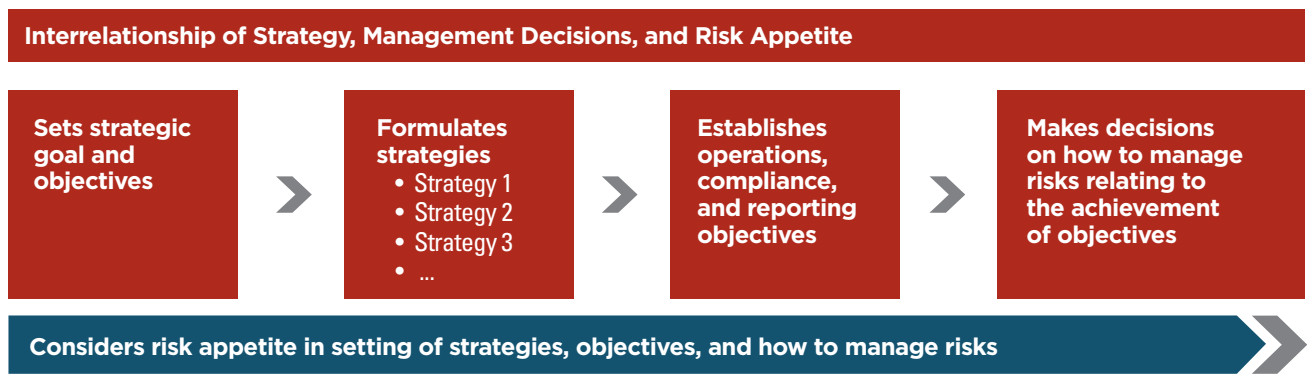 Interrelationship of Strategy, Management Decisions, and Risk Appetite
Sets strategic
goal and
objectives
Formulates
strategies
• Strategy 1
• Strategy 2
• Strategy 3
• ...
Establishes
operations,
compliance,
and reporting
objectives
Makes decisions
on how to manage
risks relating to
the achievement
of objectives
Considers risk appetite in setting of strategies, objectives, and how to manage risks